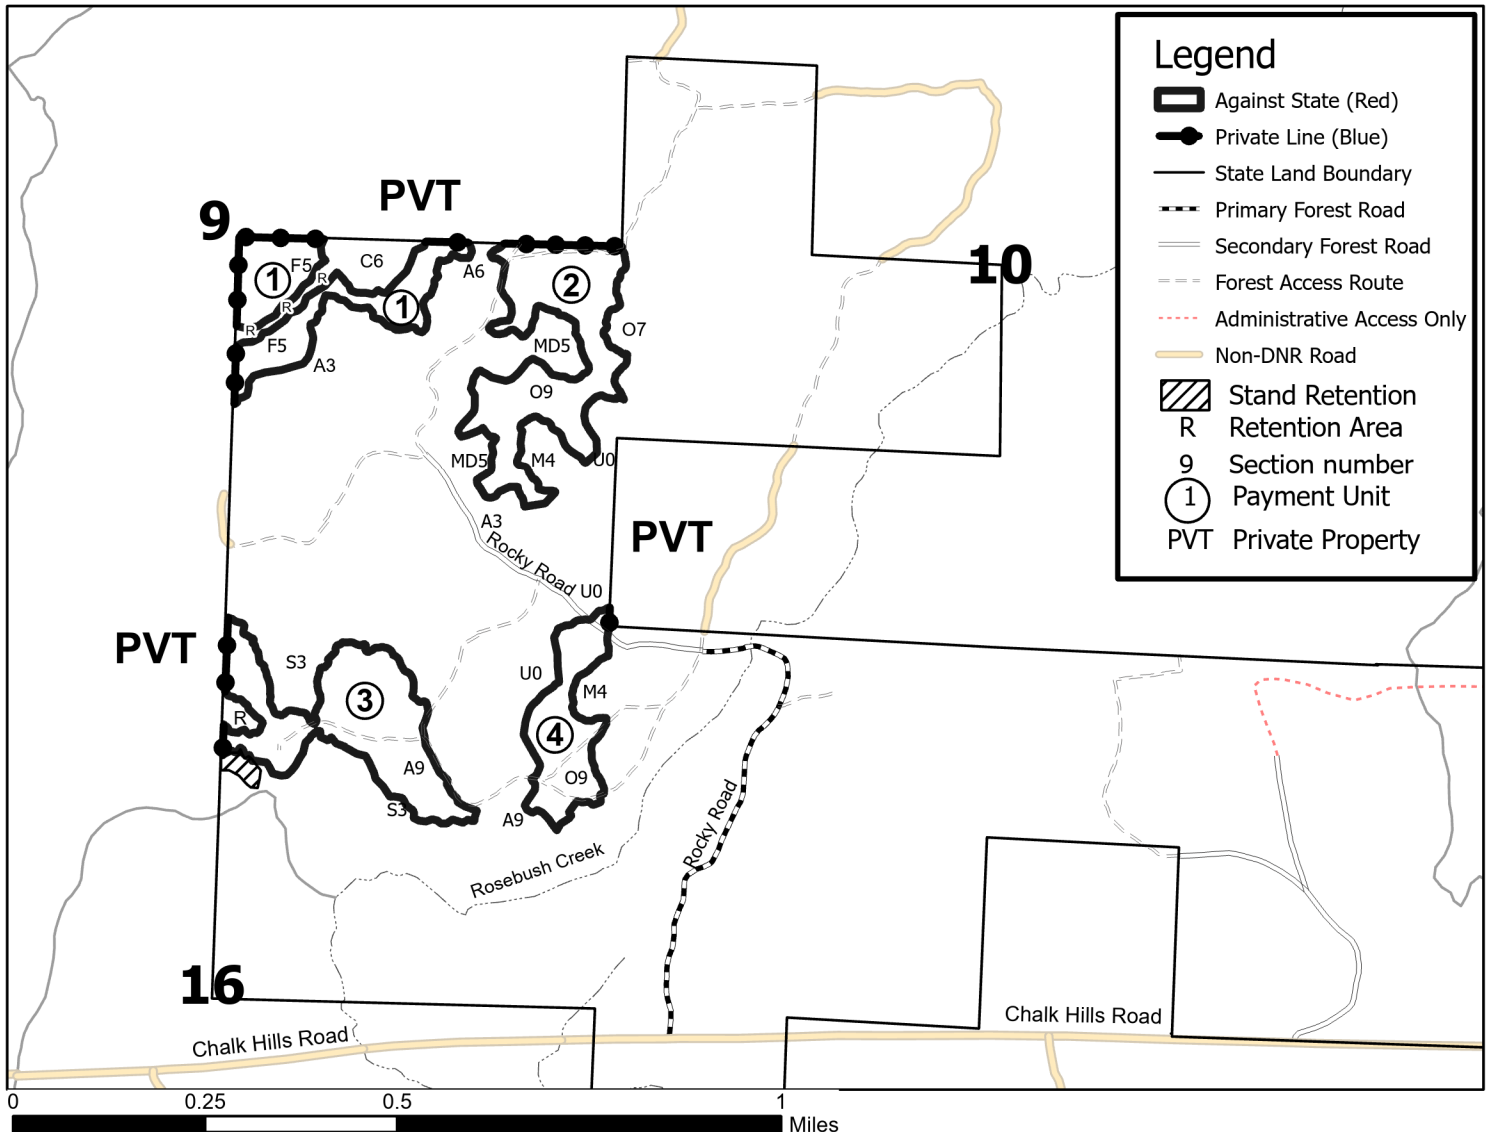 Legend
Against State (Red)
Private Line (Blue)
State Land Boundary
Primary Forest Road
Secondary Forest Road
Forest Access Route
Administrative Access Only
Non-DNR Road
Stand Retention
R Retention Area
9 Section number
1 Payment Unit
PVT Private Property
PVT
9
10
F5
C6
A6
R
1
2
R
1
R
O7
F5
MD5
A3
O9
MD5
M4
U0
A3
PVT
Rocky Road
U0
PVT
S3
U0
M4
3
R
4
A9
O9
S3
A9
Rocky Road
Rosebush Creek
16
Chalk Hills Road
Chalk Hills Road
0 0.25 0.5 1
Miles